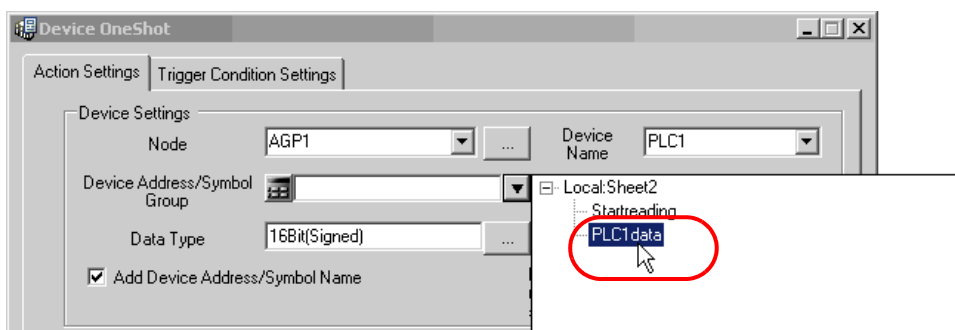 Device OneShot
Action Settings Trigger Condition Settings
Device Settings
Node AGP1 ... Device Name PLC1
Device Address/Symbol Group
Local:Sheet2
Startreading
PLC1data
Data Type 16Bit(Signed) ...
Add Device Address/Symbol Name